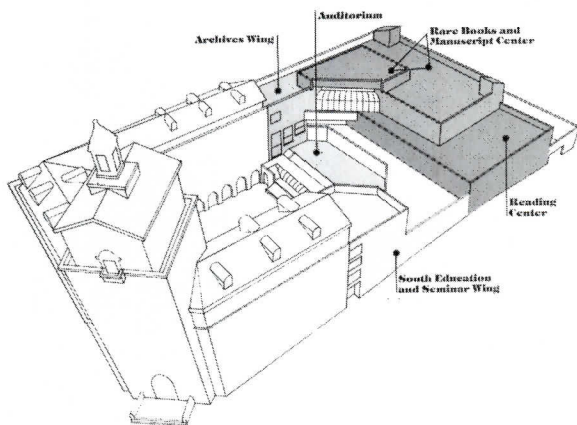 Auditorium
Archives Wing
Rare Books and
Manuscript Center
Reading
Center
South Education
and Seminar Wing